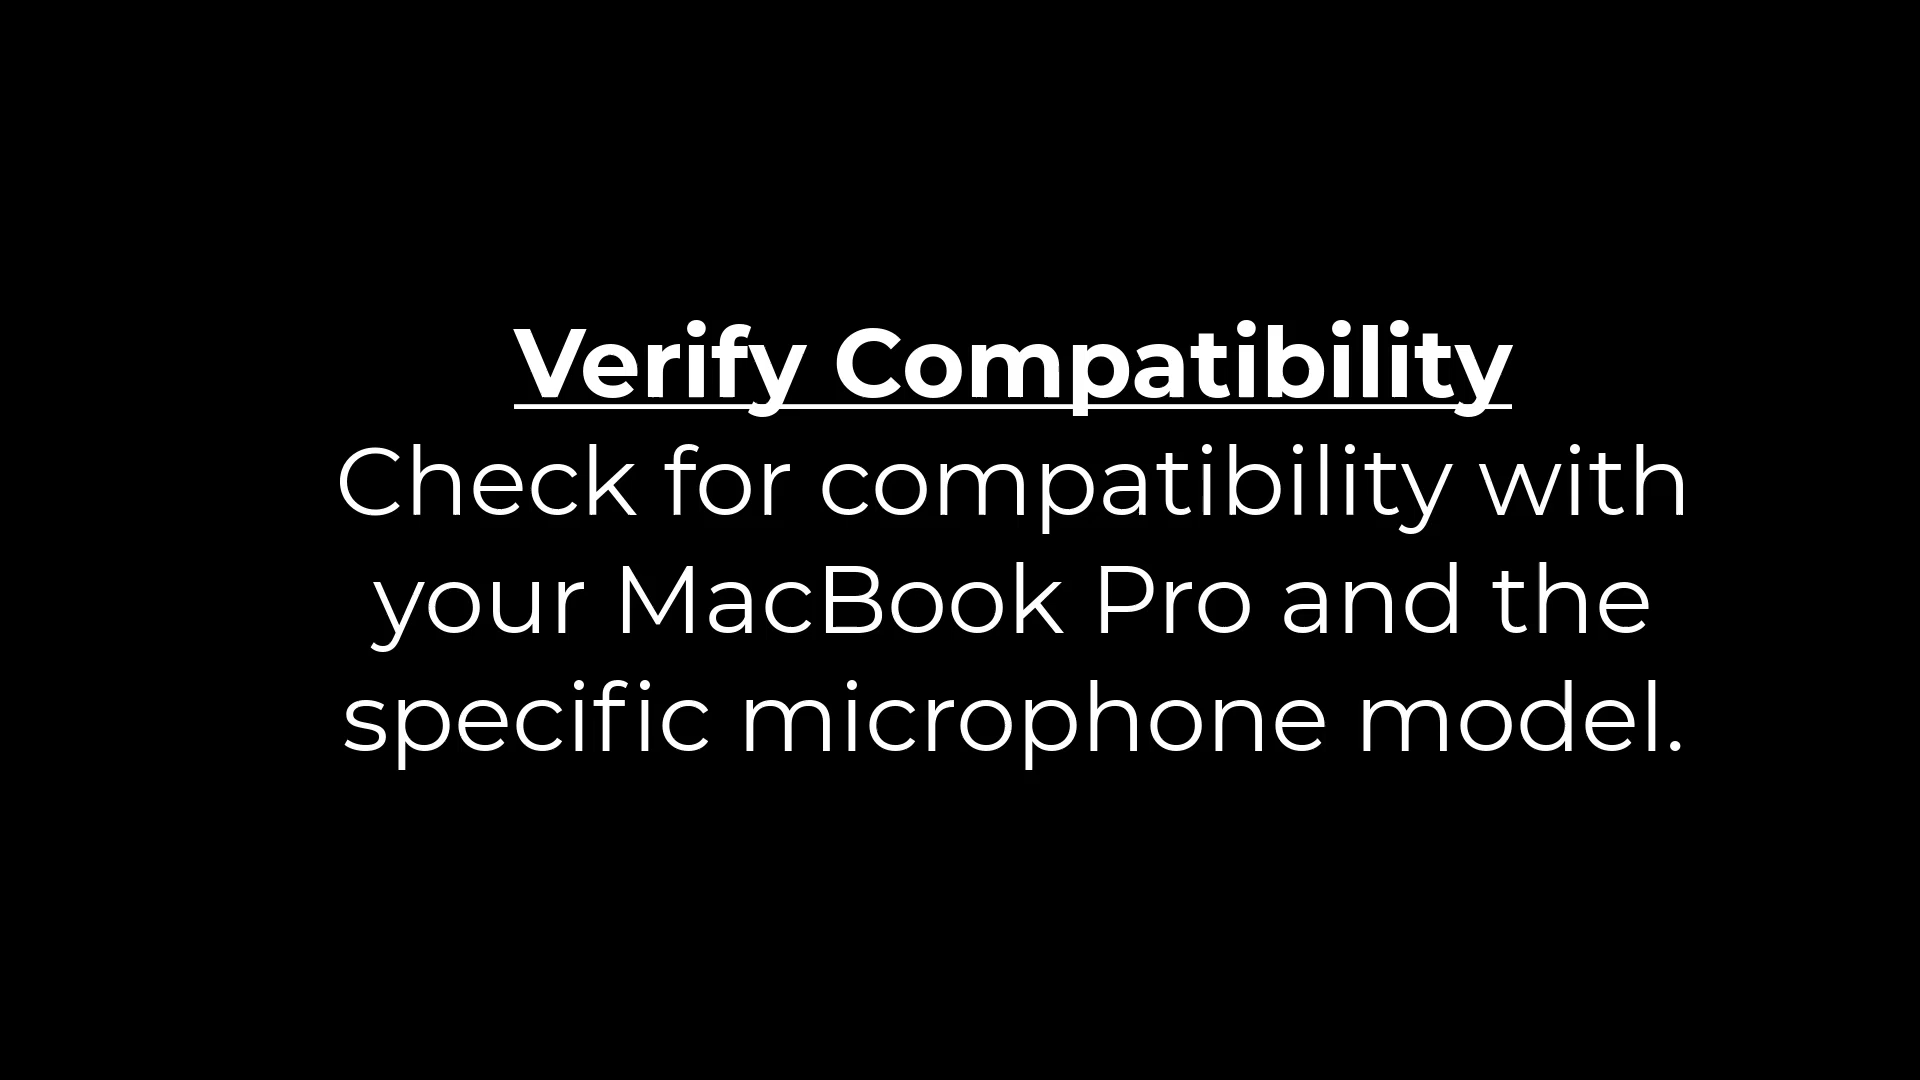 Verify Compatibility
Check for compatibility with
your MacBook Pro and the
specific microphone model.